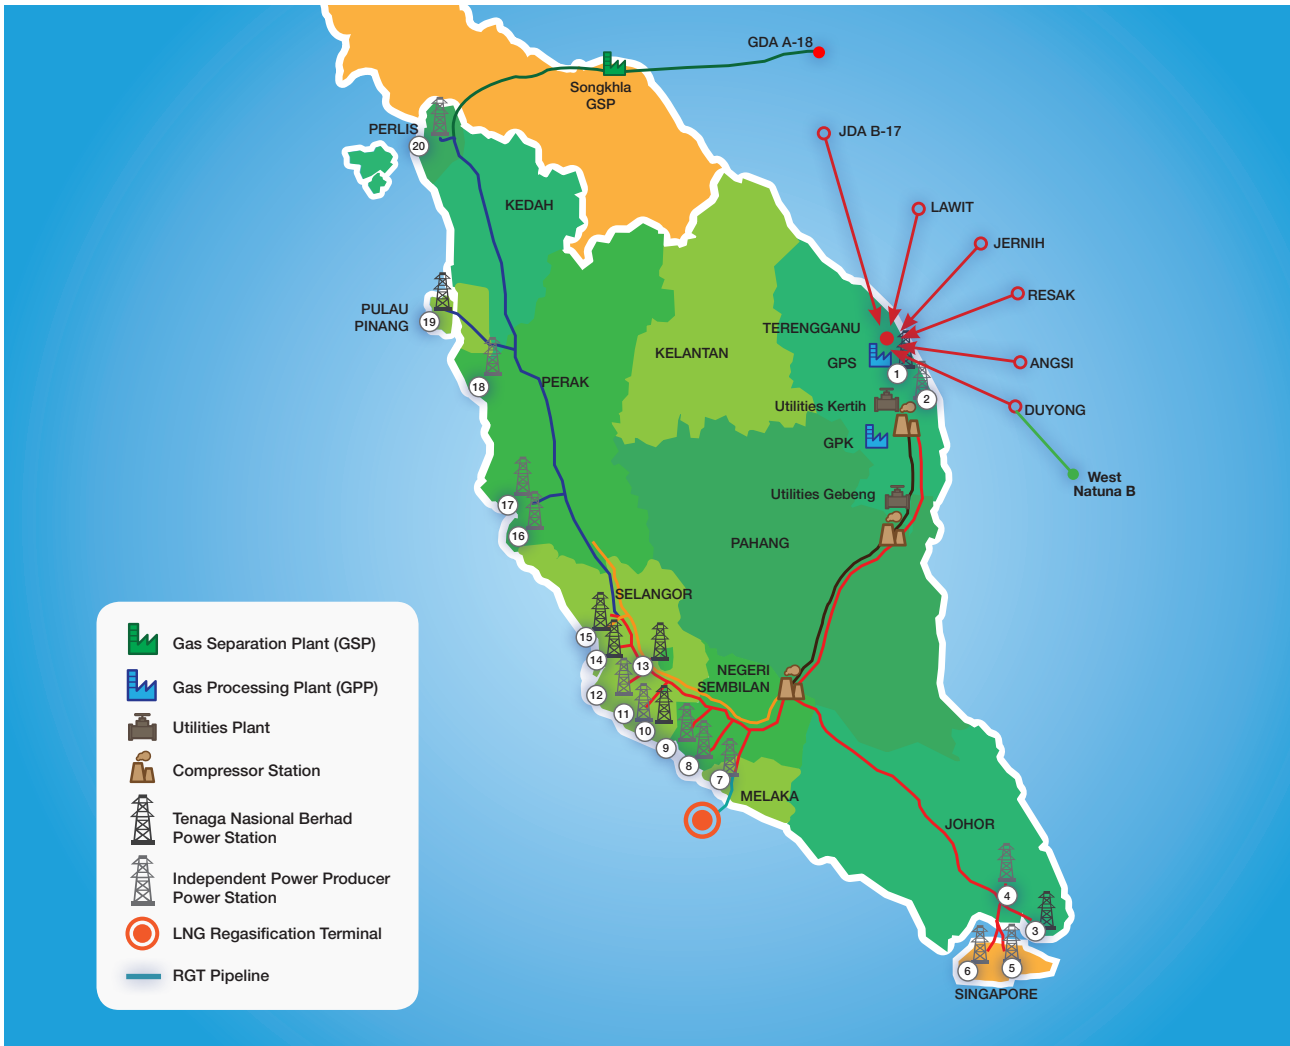 GDA A-18
Songkhla
GSP
JDA B-17
PERLIS
20
LAWIT
KEDAH
JERNIH
RESAK
PULAU
PINANG
19
TERENGGANU
KELANTAN
GPS
1
ANGSI
18
PERAK
2
Utilities Kertih
DUYONG
GPK
West
Natuna B
Utilities Gebeng
17
16
PAHANG
SELANGOR
15
14
13
NEGERI
SEMBILAN
12
11
10
9
8
7
MELAKA
JOHOR
4
3
6
5
SINGAPORE
Gas Separation Plant (GSP)
Gas Processing Plant (GPP)
Utilities Plant
Compressor Station
Tenaga Nasional Berhad
Power Station
Independent Power Producer
Power Station
LNG Regasification Terminal
RGT Pipeline